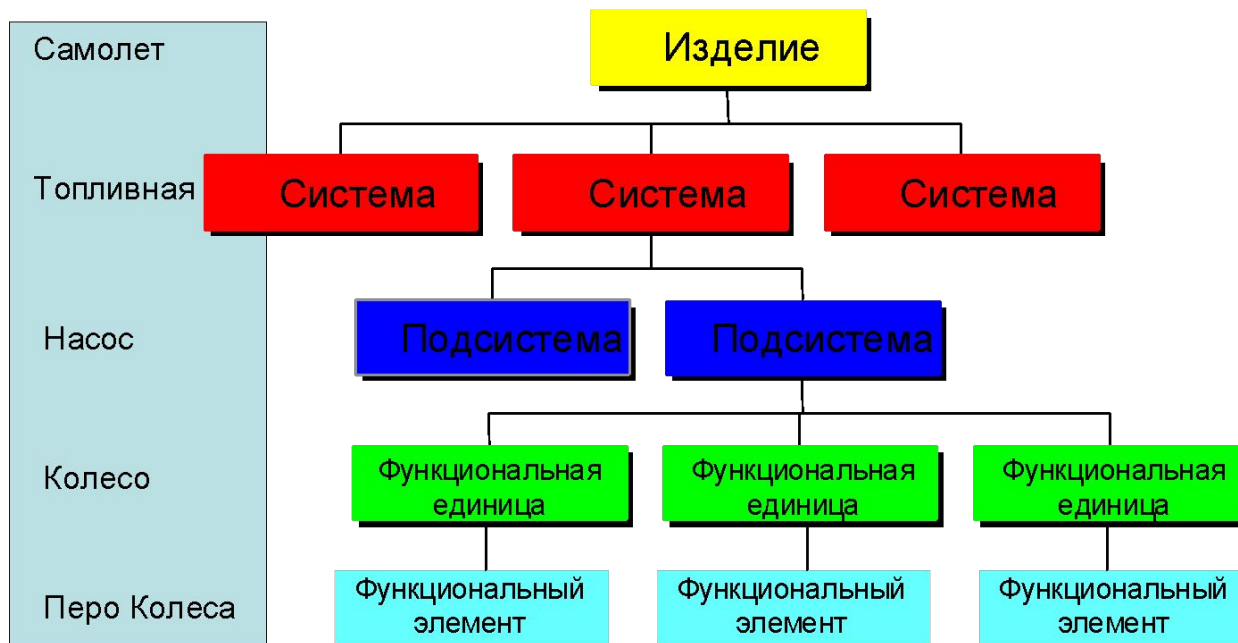 Самолет
Изделие
Топливная
Система
Система
Система
Насос
Подсистема
Подсистема
Колесо
Функциональная
единица
Функциональная
единица
Функциональная
единица
Перо Колеса
Функциональный
элемент
Функциональный
элемент
Функциональный
элемент